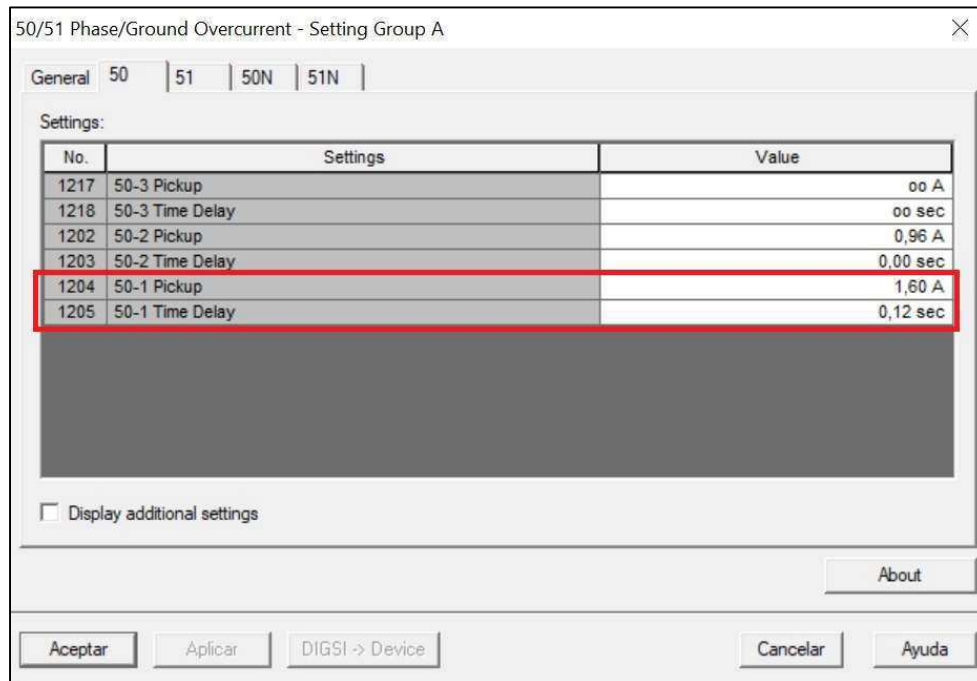 50/51 Phase/Ground Overcurrent - Setting Group A
General 50 51 50N 51N
Settings:
No. Settings Value
1217 50-3 Pickup oo A
1218 50-3 Time Delay oo sec
1202 50-2 Pickup 0,96 A
1203 50-2 Time Delay 0,00 sec
1204 50-1 Pickup 1,60 A
1205 50-1 Time Delay 0,12 sec
Display additional settings
About
Aceptar Aplicar DIGSI -> Device Cancelar Ayuda